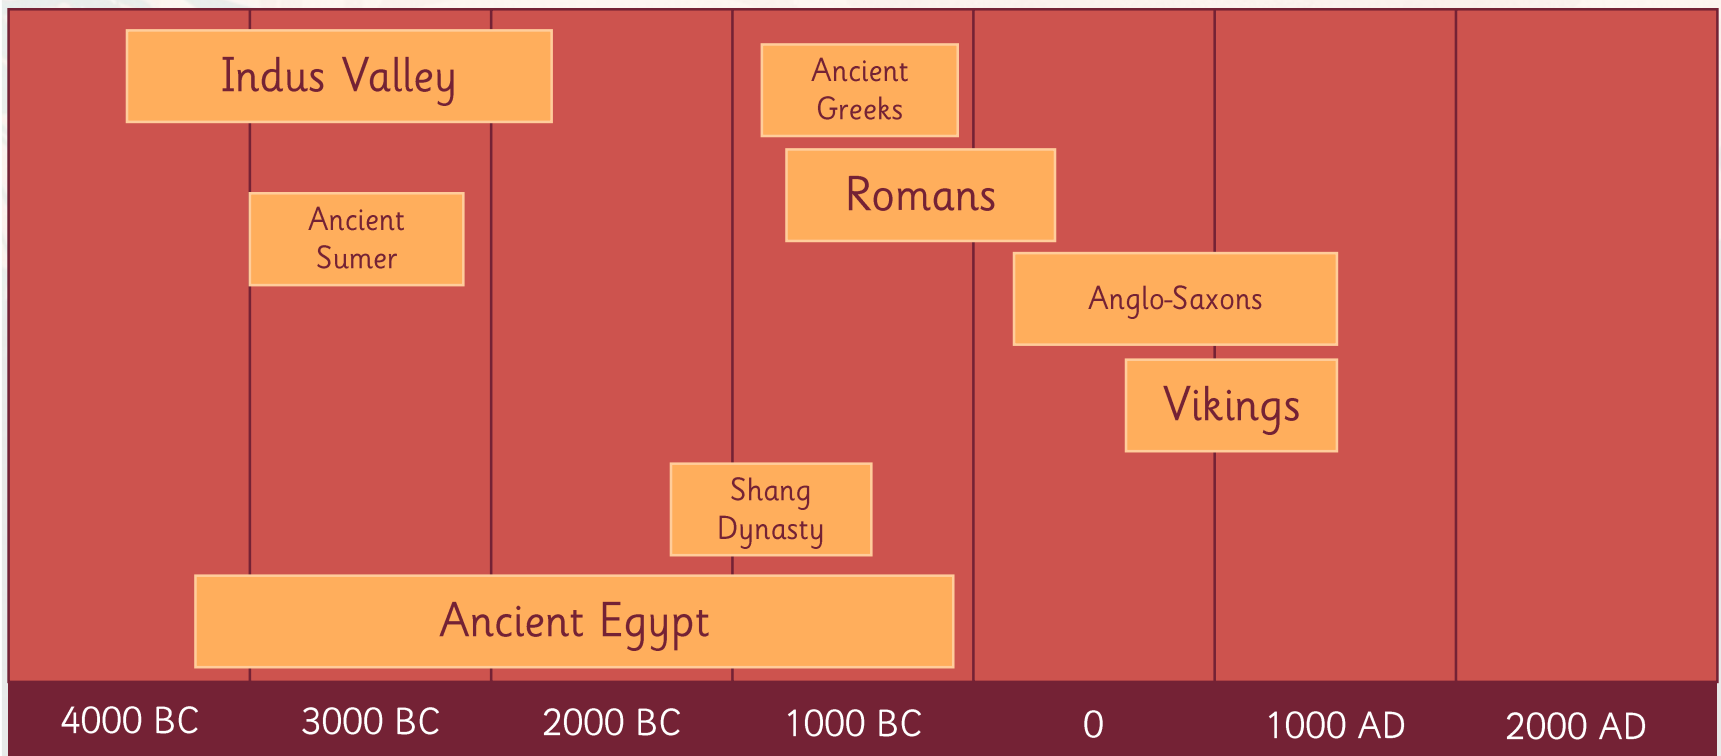 Indus Valley
Ancient
Greeks
Romans
Ancient
Sumer
Anglo-Saxons
Vikings
Shang
Dynasty
Ancient Egypt
4000 BC
3000 BC
2000 BC
1000 BC
0
1000 AD
2000 AD